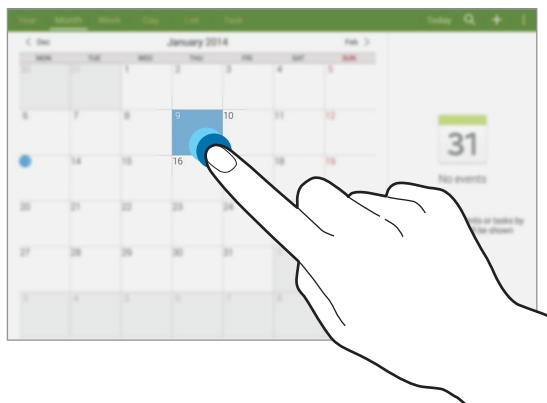 Year Month Week Day List Task Today
< Dec January 2014 Feb >
MON TUE WED THU FRI SAT SUN
30 31 1 2 3 4 5
6 7 8 9 10 11 12
14 15 16 18 19
20 21 22 23 24
27 28 29 30 31
3 4 5 6 7 8
31
No events
or tasks by
be shown